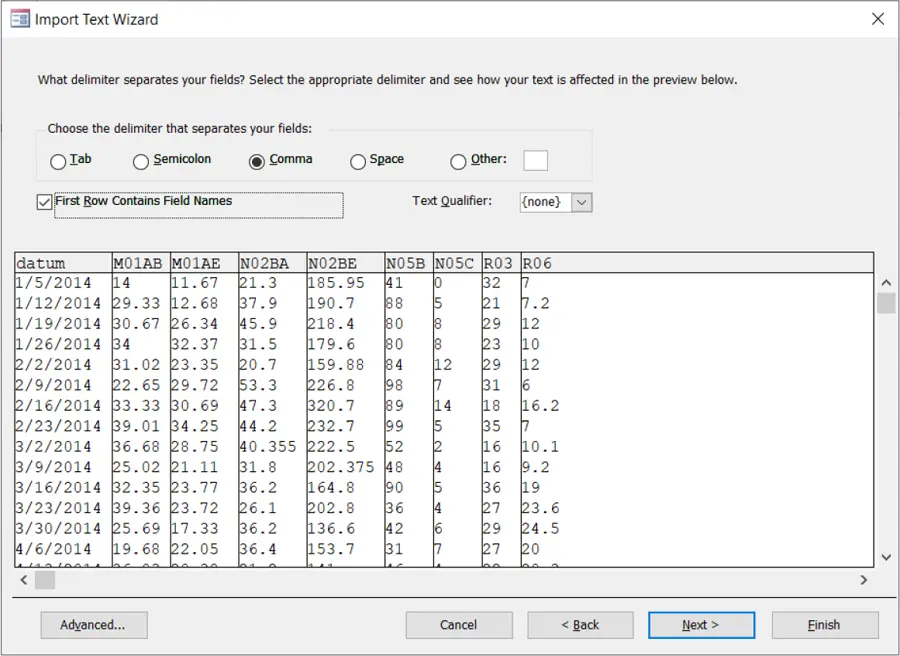 Import Text Wizard
What delimiter separates your fields? Select the appropriate delimiter and see how your text is affected in the preview below.
Choose the delimiter that separates your fields:
Tab Semicolon Comma Space Other:
First Row Contains Field Names Text Qualifier: {none}
datum M01AB M01AE N02BA N02BE N05B N05C R03 R06
1/5/2014 14 11.67 21.3 185.95 41 0 32 7
1/12/2014 29.33 12.68 37.9 190.7 88 5 21 7.2
1/19/2014 30.67 26.34 45.9 218.4 80 8 29 12
1/26/2014 34 32.37 31.5 179.6 80 8 23 10
2/2/2014 31.02 23.35 20.7 159.88 84 12 29 12
2/9/2014 22.65 29.72 53.3 226.8 98 7 31 6
2/16/2014 33.33 30.69 47.3 320.7 89 14 18 16.2
2/23/2014 39.01 34.25 44.2 232.7 99 5 35 7
3/2/2014 36.68 28.75 40.355 222.5 52 2 16 10.1
3/9/2014 25.02 21.11 31.8 202.375 48 4 16 9.2
3/16/2014 32.35 23.77 36.2 164.8 90 5 36 19
3/23/2014 39.36 23.72 26.1 202.8 36 4 27 23.6
3/30/2014 25.69 17.33 36.2 136.6 42 6 29 24.5
4/6/2014 19.68 22.05 36.4 153.7 31 7 27 20
Advanced... Cancel < Back Next > Finish